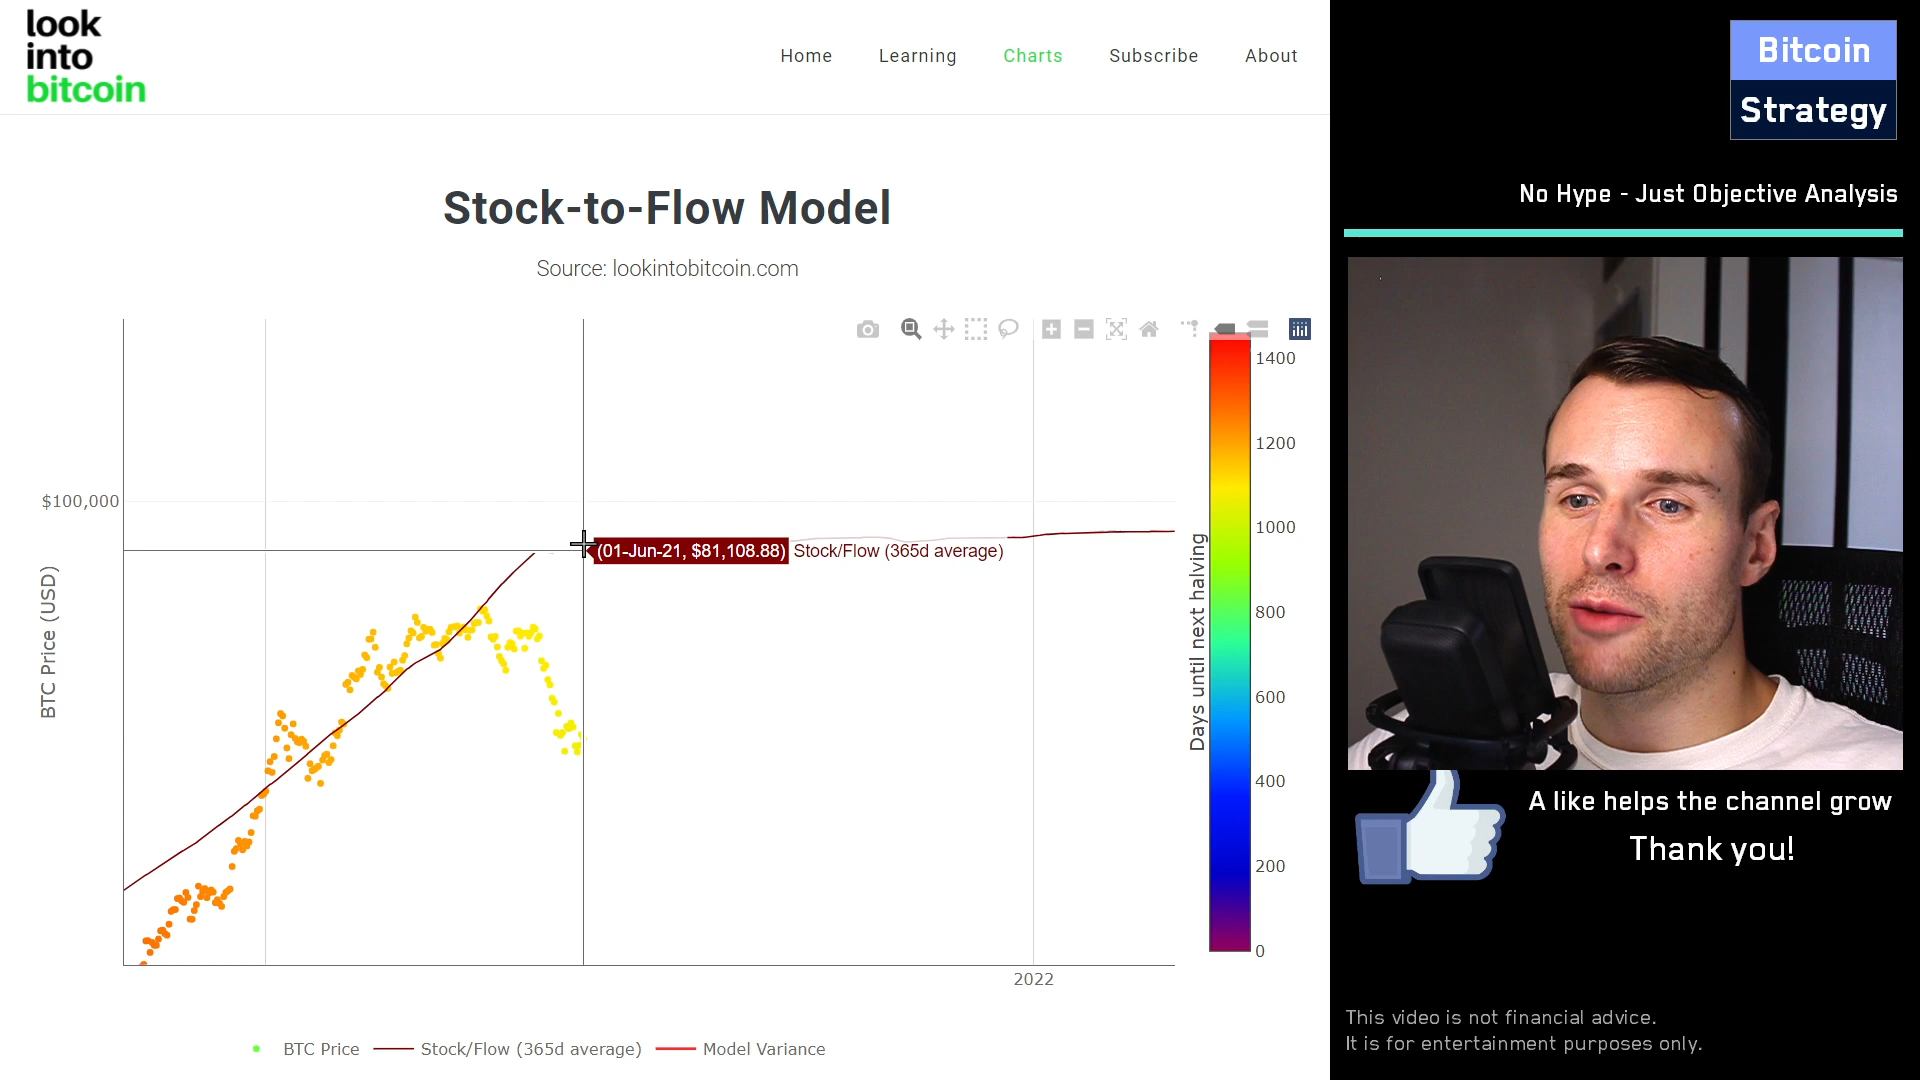 look
into
bitcoin
Home
Learning
Charts
Subscribe
About
Stock-to-Flow Model
Source: lookintobitcoin.com
BTC Price (USD)
$100,000
(01-Jun-21, $81,108.88) Stock/Flow (365d average)
2022
Days until next halving
1400
1200
1000
800
600
400
200
0
BTC Price
Stock/Flow (365d average)
Model Variance
Bitcoin
Strategy
No Hype - Just Objective Analysis
A like helps the channel grow
Thank you!
This video is not financial advice.
It is for entertainment purposes only.